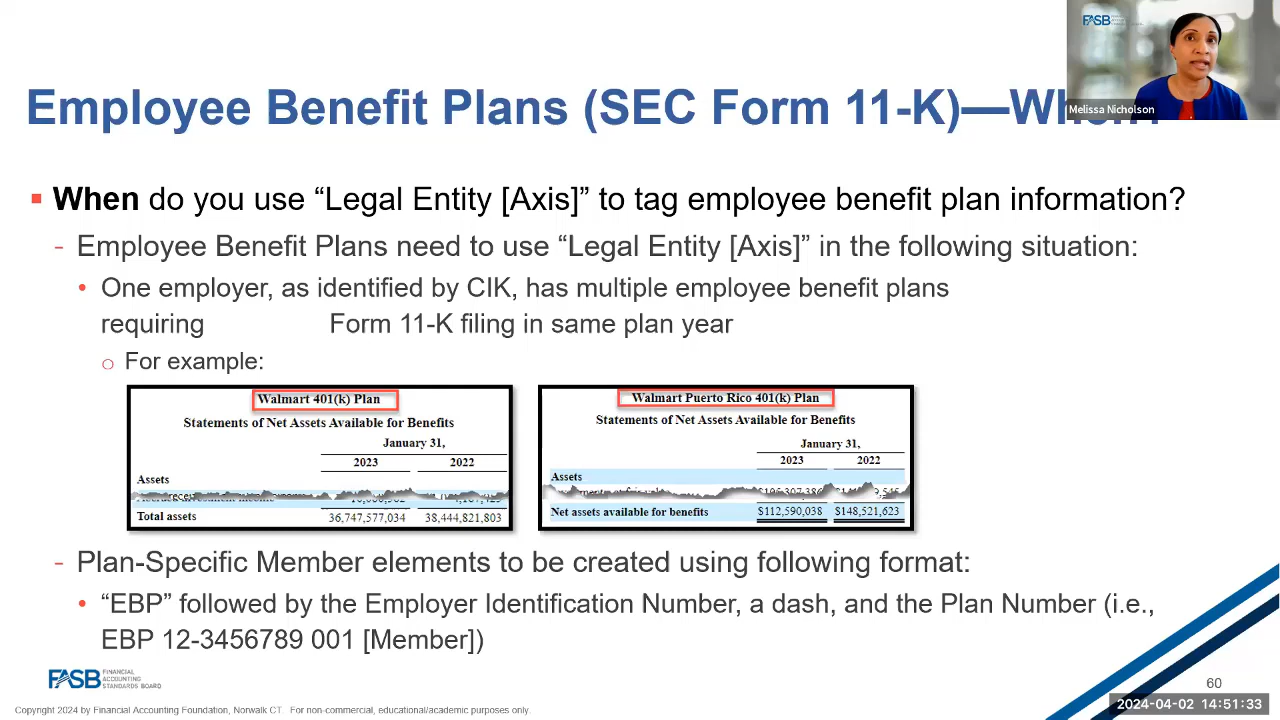 FASB
Melissa Nicholson
Employee Benefit Plans (SEC Form 11-K)—When?
When do you use “Legal Entity [Axis]” to tag employee benefit plan information?
Employee Benefit Plans need to use “Legal Entity [Axis]” in the following situation:
One employer, as identified by CIK, has multiple employee benefit plans
requiring Form 11-K filing in same plan year
For example:
Walmart 401(k) Plan
Statements of Net Assets Available for Benefits
January 31,
2023 2022
Assets
Total assets 36,747,577,034 38,444,821,803
Walmart Puerto Rico 401(k) Plan
Statements of Net Assets Available for Benefits
January 31,
2023 2022
Assets
Net assets available for benefits $112,590,038 $148,521,623
Plan-Specific Member elements to be created using following format:
“EBP” followed by the Employer Identification Number, a dash, and the Plan Number (i.e.,
EBP 12-3456789 001 [Member])
FASB FINANCIAL
ACCOUNTING
STANDARDS BOARD
60
2024-04-02 14:51:33
Copyright 2024 by Financial Accounting Foundation, Norwalk CT. For non-commercial, educational/academic purposes only.